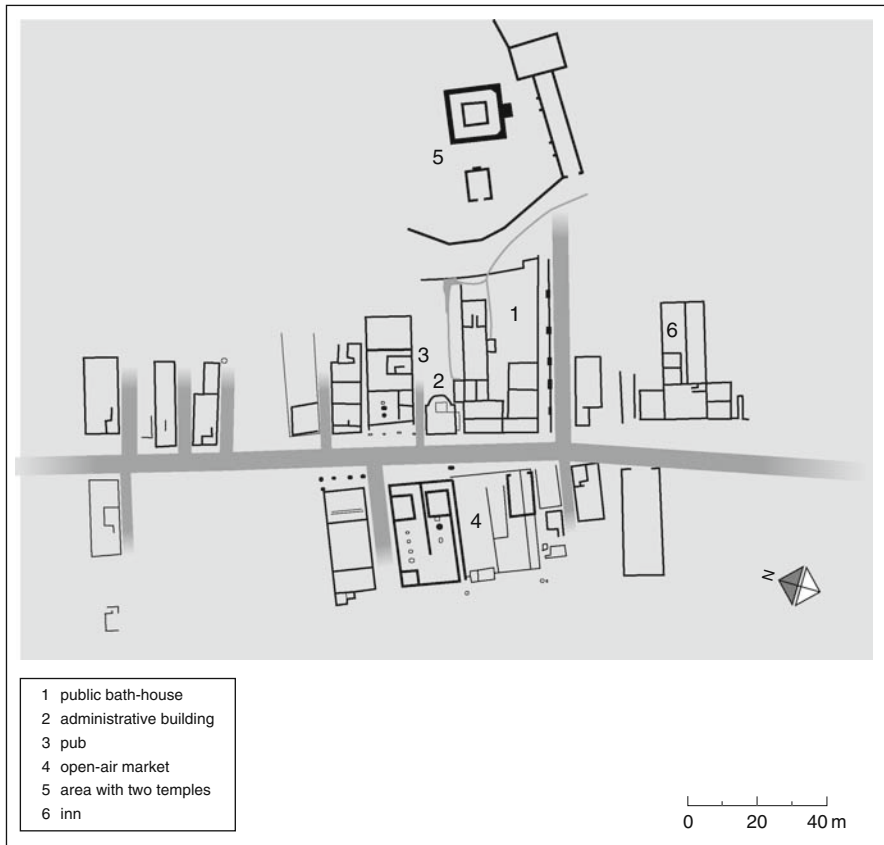 5
1
6
3
2
4
N
1 public bath-house
2 administrative building
3 pub
4 open-air market
5 area with two temples
6 inn
0 20 40 m